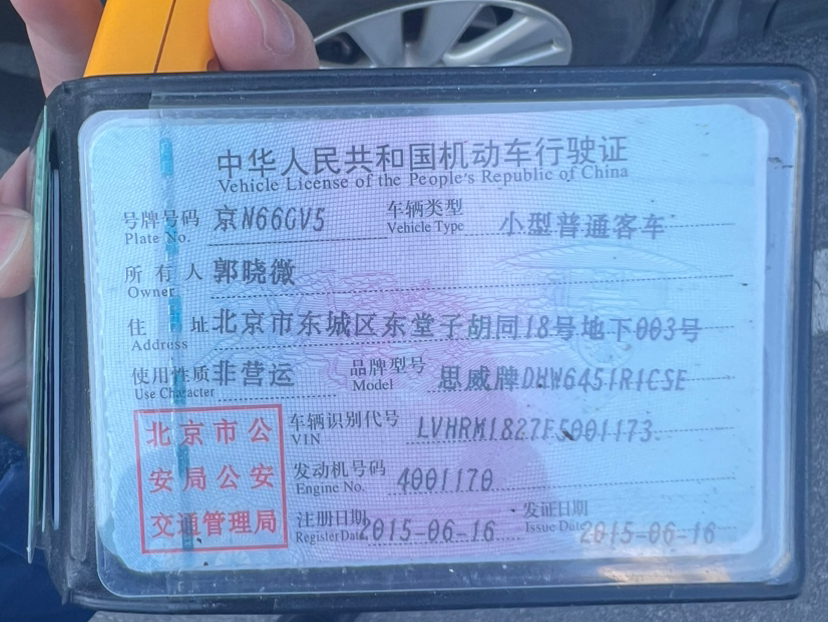 中华人民共和国机动车行驶证
Vehicle License of the People's Republic of China
号牌号码 京N66GV5 车辆类型 小型普通客车
Plate No. Vehicle Type
所有人 郭晓微
Owner
住址 北京市东城区东堂子胡同18号地下003号
Address
使用性质 非营运 品牌型号 思威牌DHW6451R1CSE
Use Character Model
北京市公 车辆识别代号 LVHRM1827F5001173
VIN
安局公安 发动机号码 4001170
Engine No.
交通管理局 注册日期 2015-06-16 发证日期 2015-06-16
Register Date Issue Date